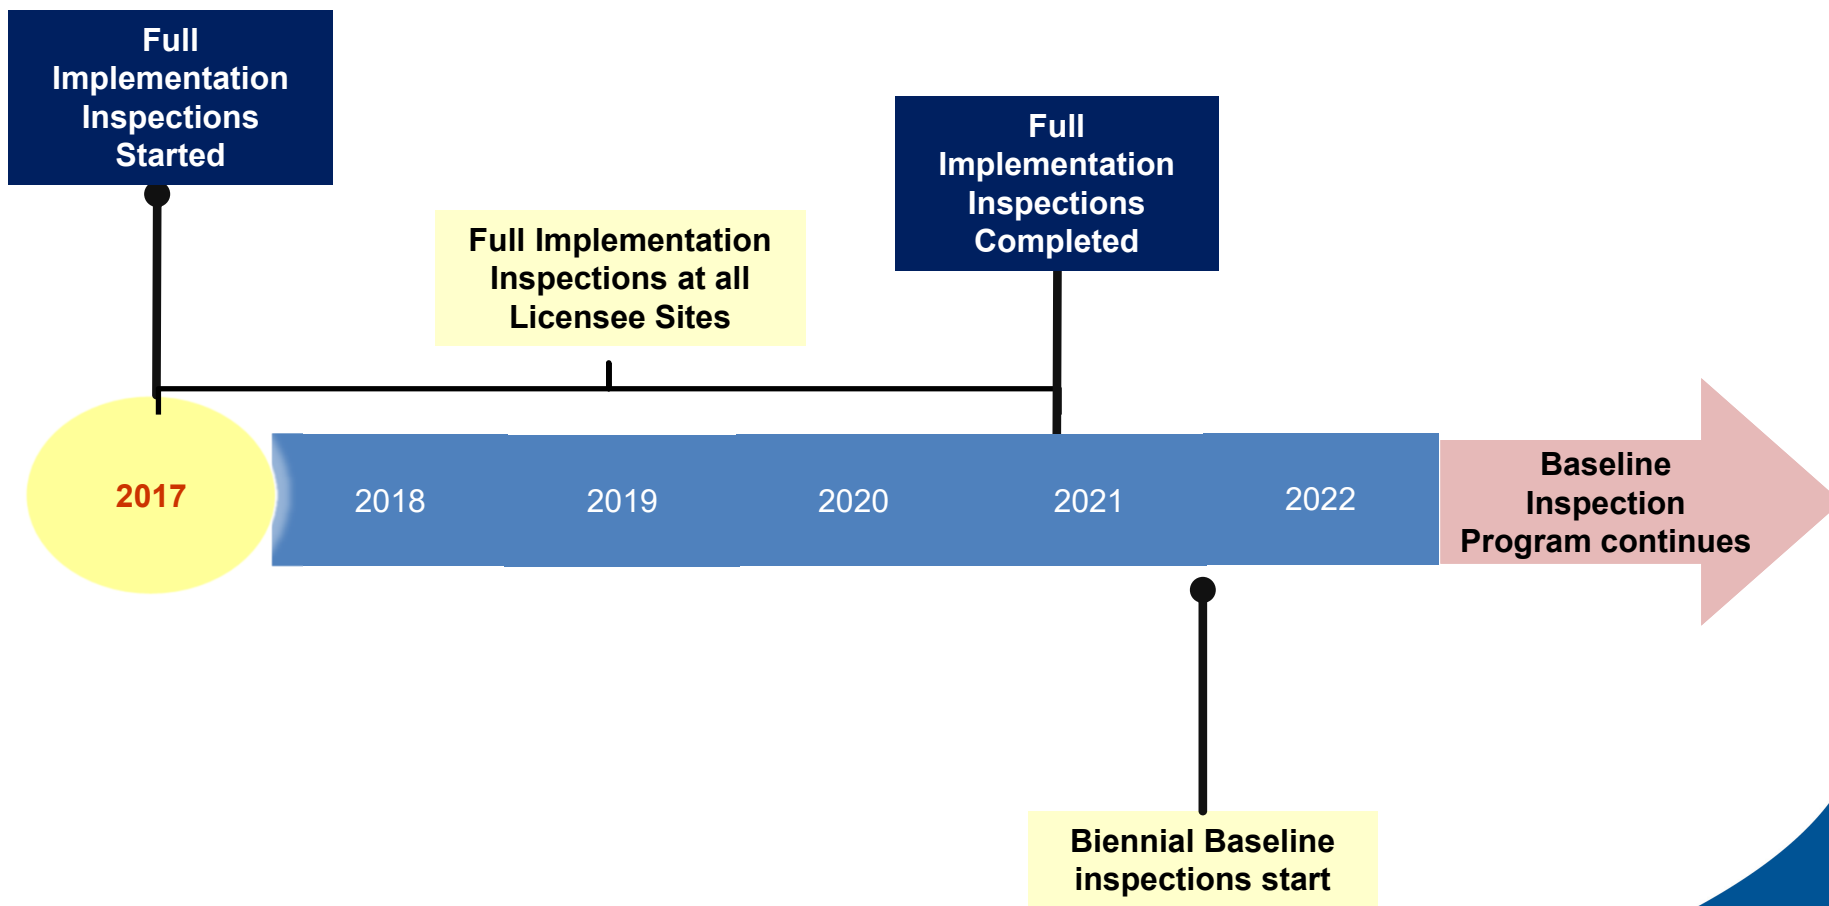 Full
Implementation
Inspections
Started
Full
Implementation
Inspections
Completed
Full Implementation
Inspections at all
Licensee Sites
2017
2018
2019
2020
2021
2022
Baseline
Inspection
Program continues
Biennial Baseline
inspections start